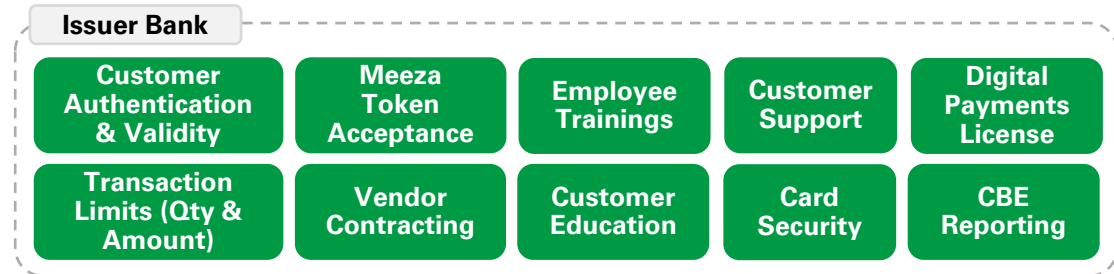 Issuer Bank
Customer
Authentication
& Validity
Meeza
Token
Acceptance
Employee
Trainings
Customer
Support
Digital
Payments
License
Transaction
Limits (Qty &
Amount)
Vendor
Contracting
Customer
Education
Card
Security
CBE
Reporting